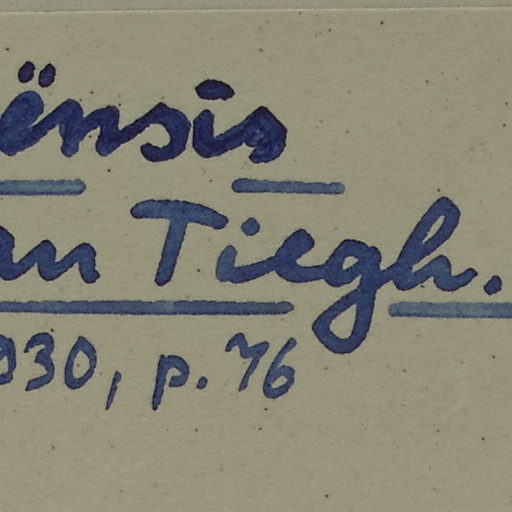 ënsis
an Tiegh.
930, p. 76